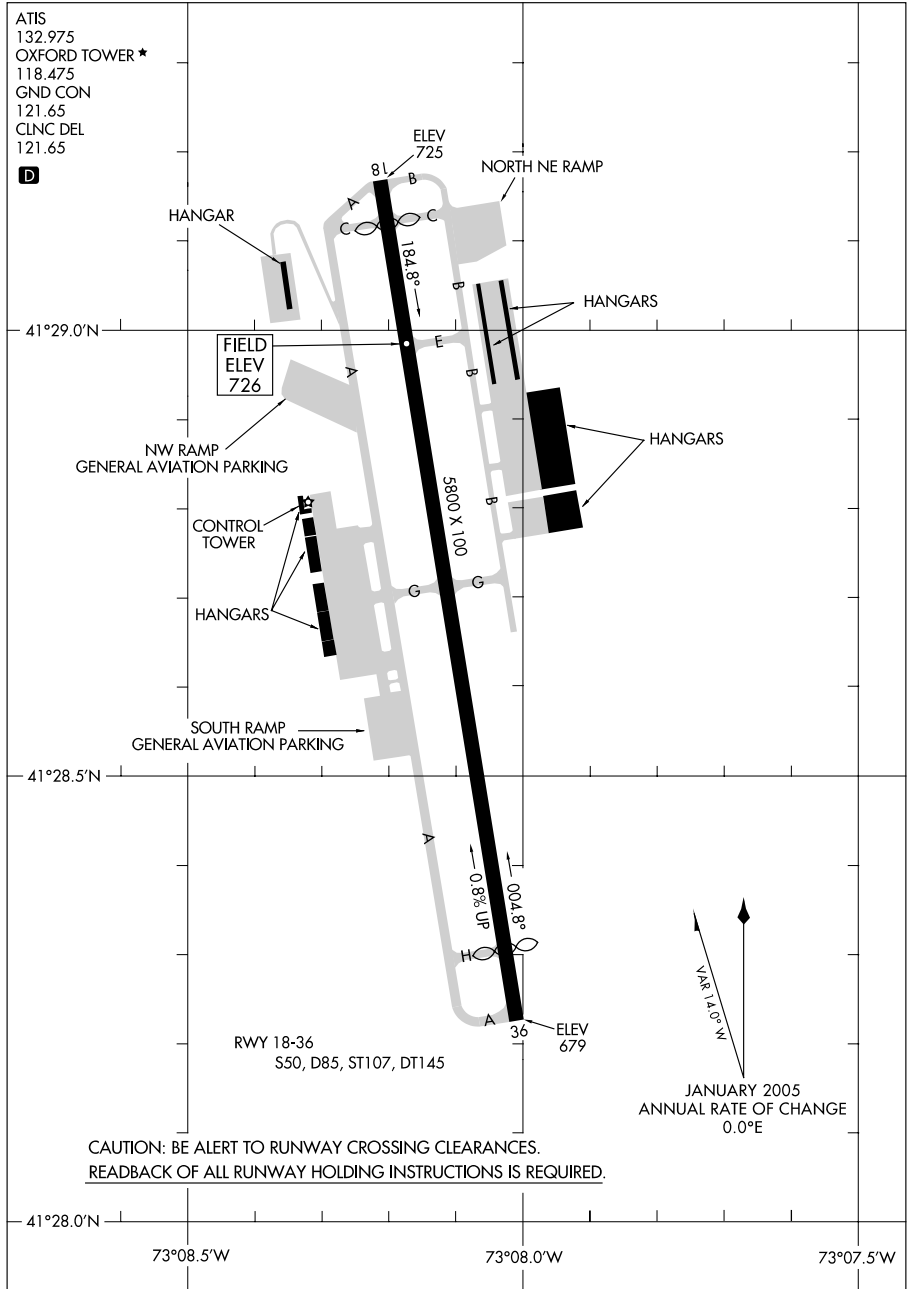 ATIS
132.975
OXFORD TOWER ★
118.475
GND CON
121.65
CLNC DEL
121.65
D
ELEV
725
18
B
NORTH NE RAMP
A
C
C
HANGAR
184.8°
B
HANGARS
41°29.0'N
FIELD
ELEV
726
E
A
B
NW RAMP
GENERAL AVIATION PARKING
HANGARS
5800 X 100
B
CONTROL
TOWER
G
G
HANGARS
SOUTH RAMP
GENERAL AVIATION PARKING
41°28.5'N
A
0.8% UP
004.8°
H
A
36
ELEV
679
VAR 14.0° W
RWY 18-36
S50, D85, ST107, DT145
JANUARY 2005
ANNUAL RATE OF CHANGE
0.0°E
CAUTION: BE ALERT TO RUNWAY CROSSING CLEARANCES.
READBACK OF ALL RUNWAY HOLDING INSTRUCTIONS IS REQUIRED.
41°28.0'N
73°08.5'W
73°08.0'W
73°07.5'W